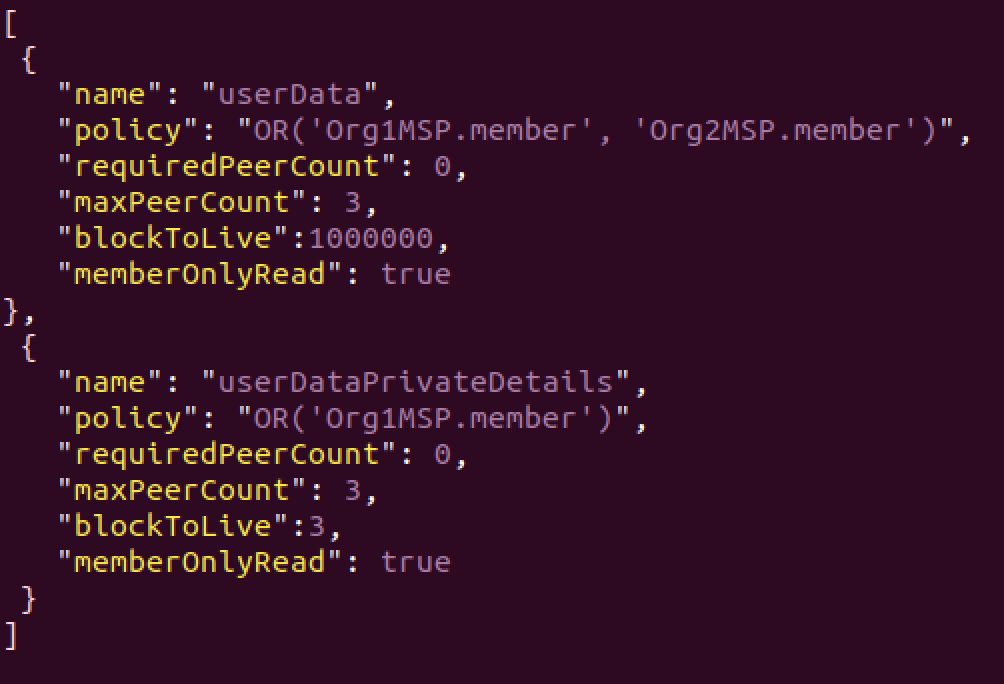 [
 {
   "name": "userData",
   "policy": "OR('Org1MSP.member', 'Org2MSP.member')",
   "requiredPeerCount": 0,
   "maxPeerCount": 3,
   "blockToLive":1000000,
   "memberOnlyRead": true
},
 {
   "name": "userDataPrivateDetails",
   "policy": "OR('Org1MSP.member')",
   "requiredPeerCount": 0,
   "maxPeerCount": 3,
   "blockToLive":3,
   "memberOnlyRead": true
 }
]